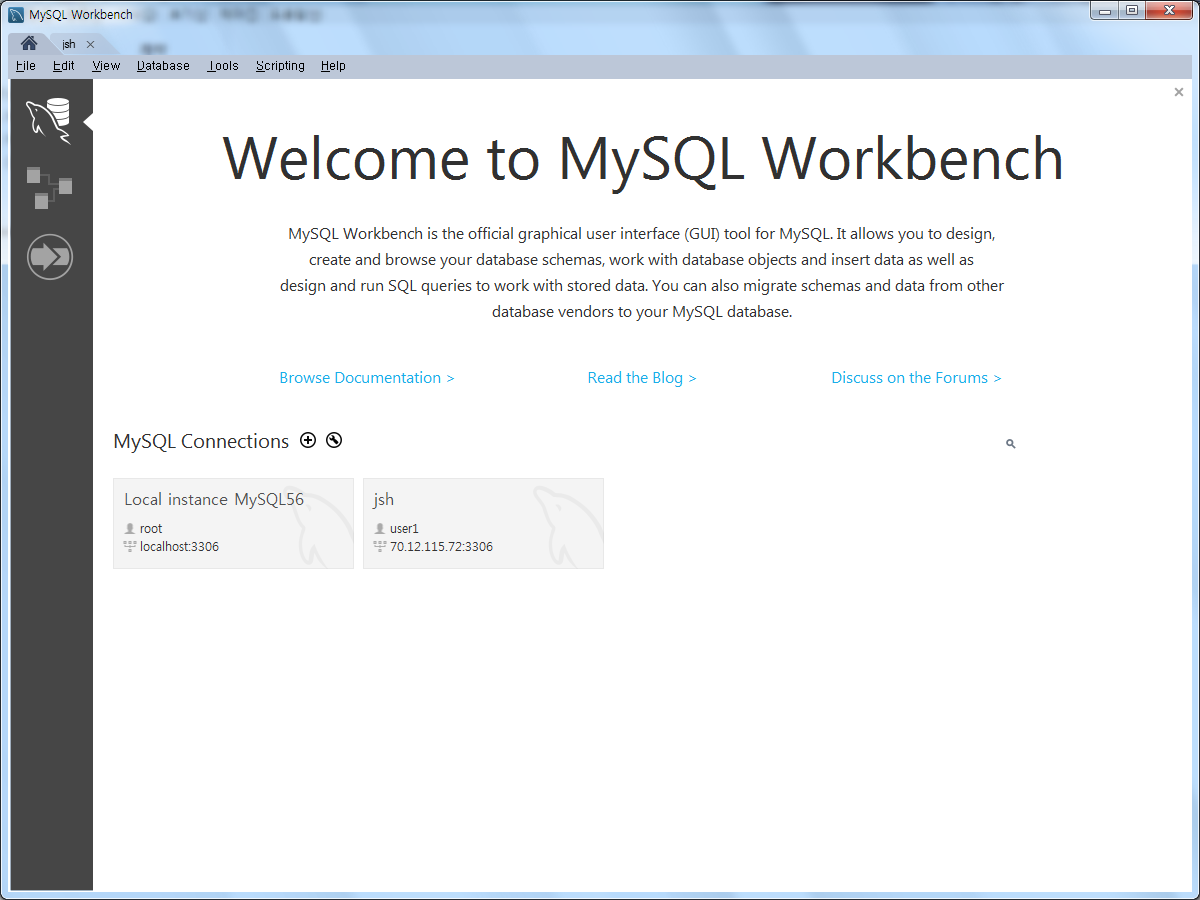 MySQL Workbench
jsh
File Edit View Database Tools Scripting Help
Welcome to MySQL Workbench
MySQL Workbench is the official graphical user interface (GUI) tool for MySQL. It allows you to design,
create and browse your database schemas, work with database objects and insert data as well as
design and run SQL queries to work with stored data. You can also migrate schemas and data from other
database vendors to your MySQL database.
Browse Documentation > Read the Blog > Discuss on the Forums >
MySQL Connections
Local instance MySQL56
root
localhost:3306
jsh
user1
70.12.115.72:3306